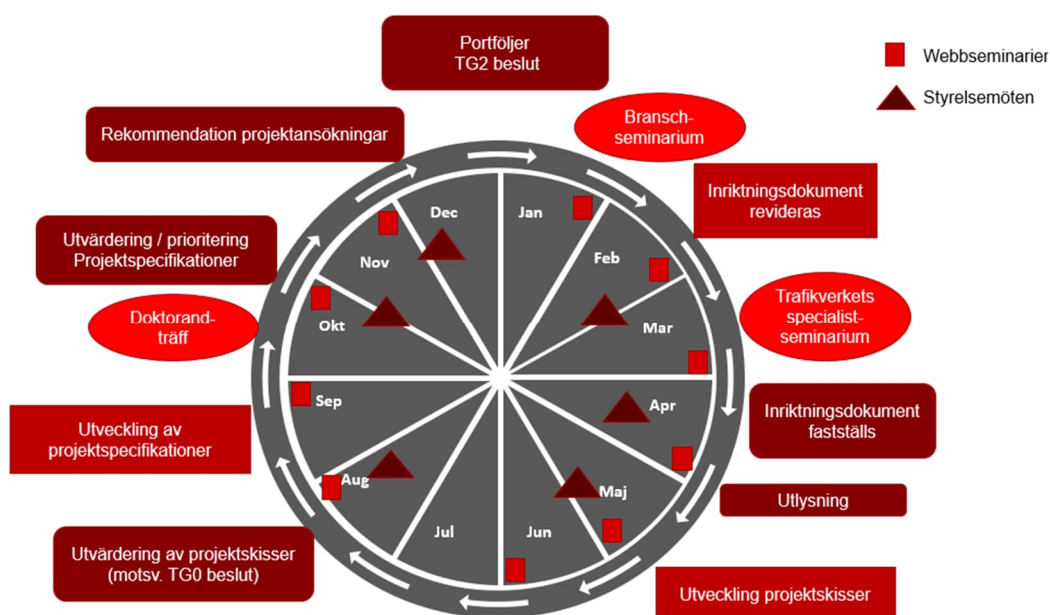 Portföljer
TG2 beslut
Webbseminarier
Styrelsemöten
Bransch-
seminarium
Rekommendation projektansökningar
Inriktningsdokument
revideras
Utvärdering / prioritering
Projektspecifikationer
Dec
Jan
Nov
Feb
Doktorand-
träff
Okt
Mar
Trafikverkets
specialist-
seminarium
Sep
Apr
Inriktningsdokument
fastställs
Utveckling av
projektspecifikationer
Aug
Maj
Utlysning
Jul
Jun
Utvärdering av projektskisser
(motsv. TG0 beslut)
Utveckling projektskisser